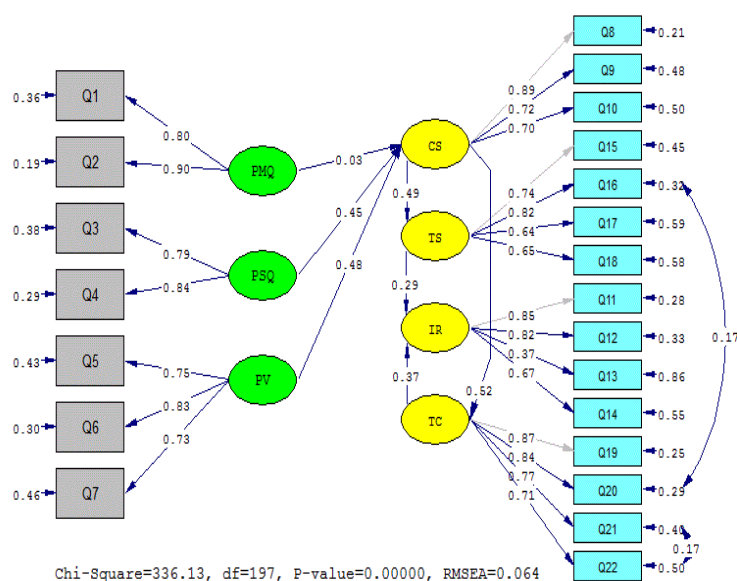 Q8 0.21
0.89
Q9 0.48
0.72
0.36 Q1
Q10 0.50
0.70
0.80
CS
Q15 0.45
0.03
0.19 Q2
0.90
PMQ
0.74
Q16 0.32
0.49
0.82
0.45
Q17 0.59
0.38 Q3
0.64
TS
0.79
0.65
Q18 0.58
0.48
PSQ
0.29
0.84
0.29 Q4
Q11 0.28
0.85
IR
0.82
Q12 0.33
0.17
0.37
0.43 Q5
0.75
PV
0.37
Q13 0.86
0.67
0.52
0.83
Q14 0.55
0.30 Q6
TC
0.73
0.87
Q19 0.25
0.84
0.77
Q20 0.29
0.46 Q7
0.71
Q21 0.40
0.17
Q22 0.50
Chi-Square=336.13, df=197, P-value=0.00000, RMSEA=0.064